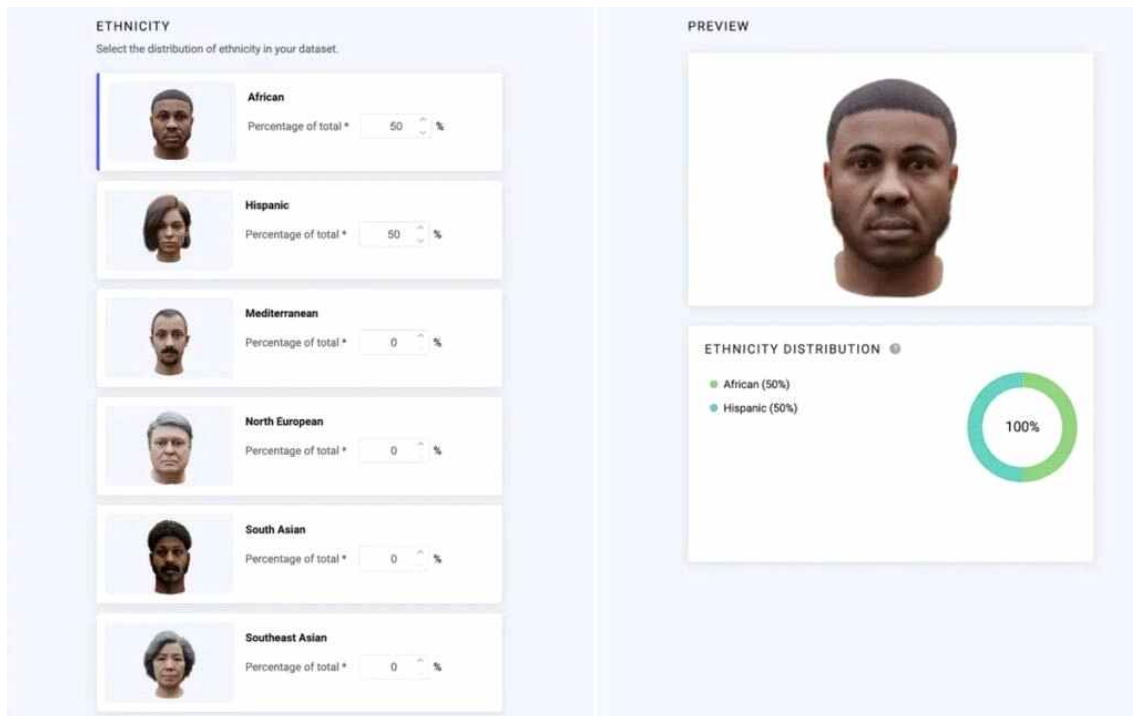 ETHNICITY
Select the distribution of ethnicity in your dataset.
African
Percentage of total * 50 %
Hispanic
Percentage of total * 50 %
Mediterranean
Percentage of total * 0 %
North European
Percentage of total * 0 %
South Asian
Percentage of total * 0 %
Southeast Asian
Percentage of total * 0 %
PREVIEW
ETHNICITY DISTRIBUTION ?
African (50%)
Hispanic (50%)
100%